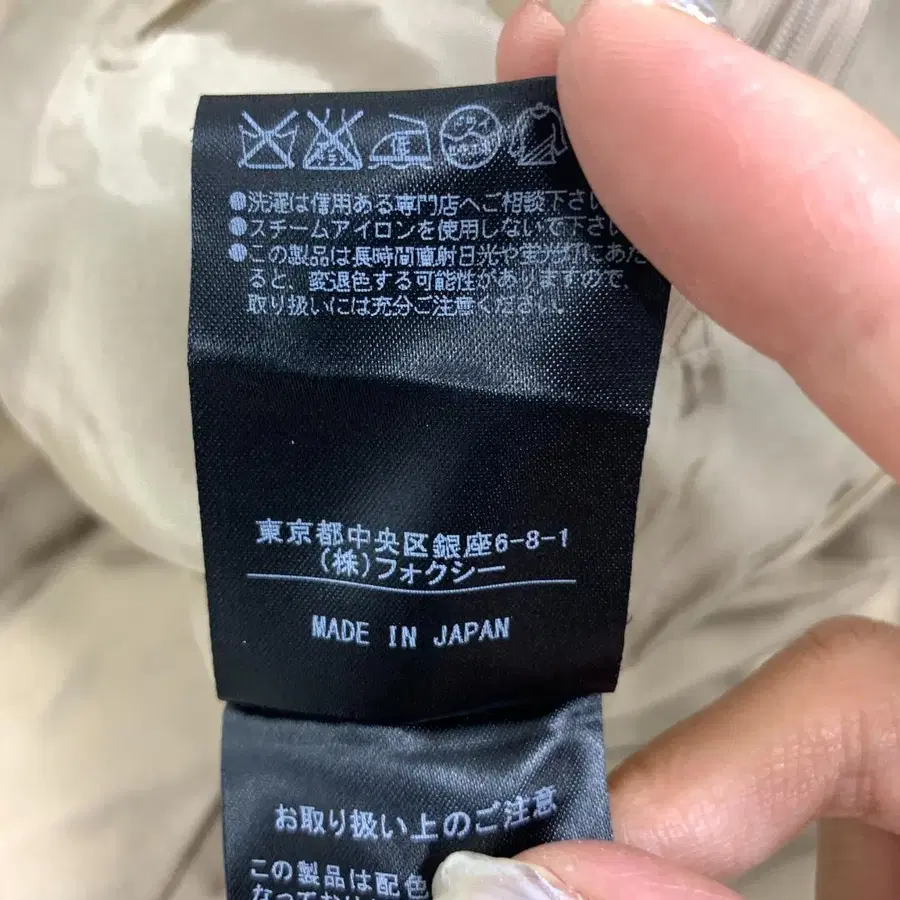 ●洗濯は信用ある専門店へご相談下さい
●スチームアイロンを使用しないで下さい
●この製品は長時間直射日光や蛍光灯にあた
ると、変退色する可能性がありますので、
取り扱いには充分ご注意ください。
東京都中央区銀座6-8-1
(株)フォクシー
MADE IN JAPAN
お取り扱い上のご注意
この製品は配色
なっており